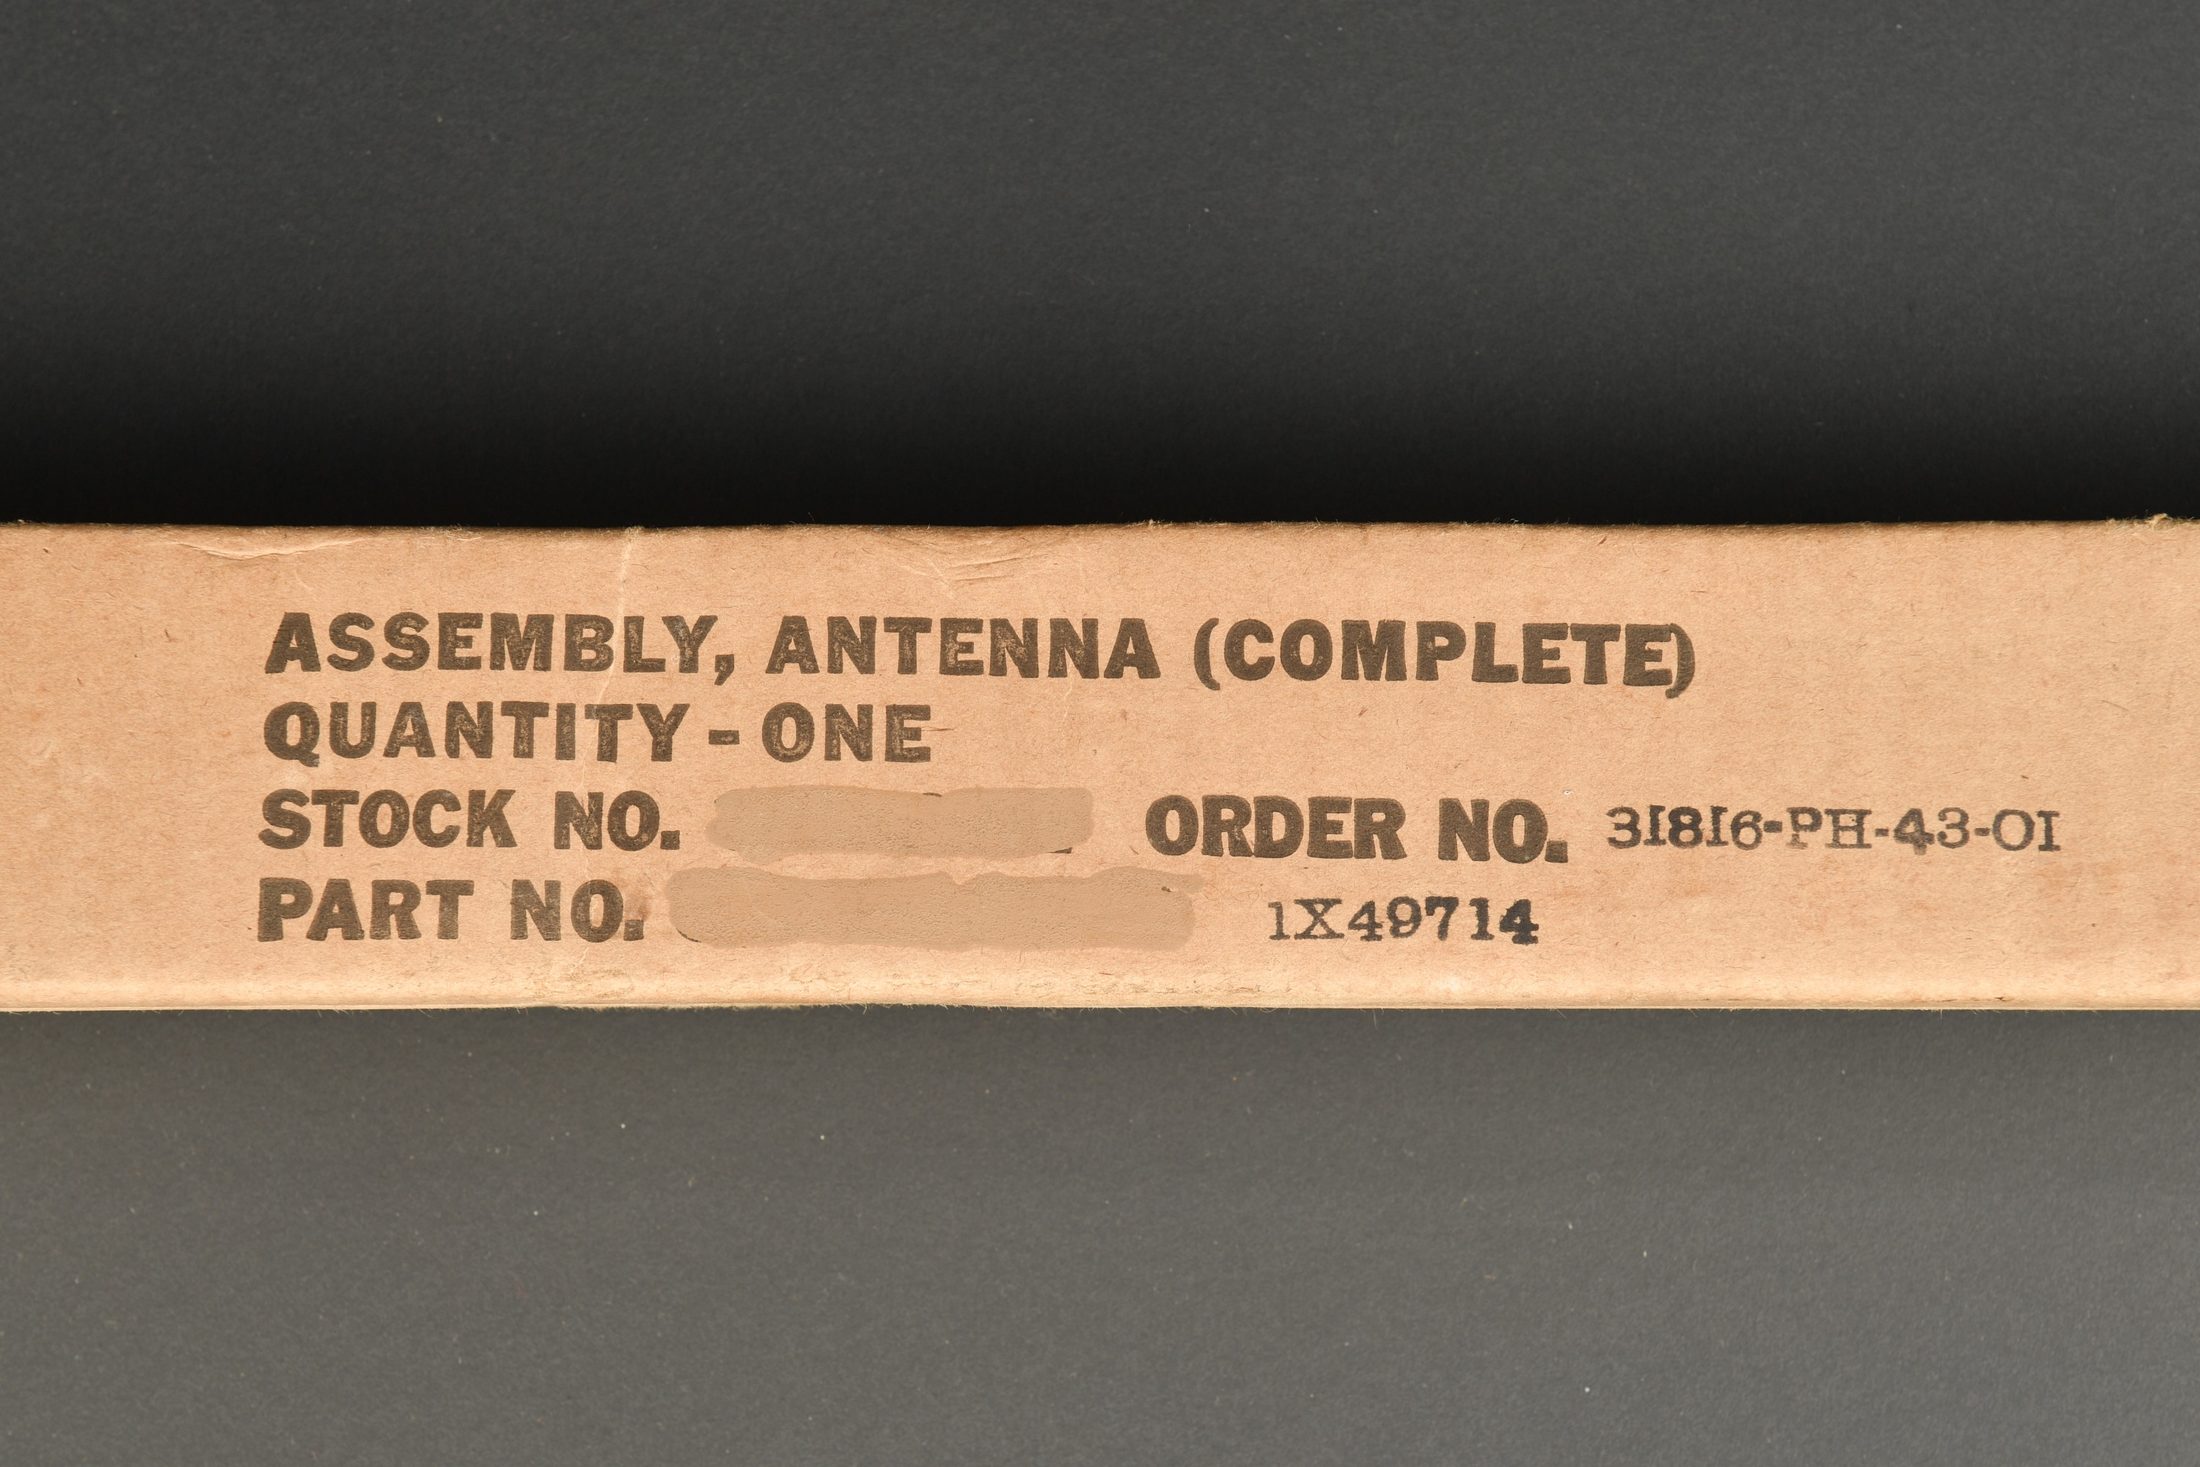 ASSEMBLY, ANTENNA (COMPLETE)
QUANTITY - ONE
STOCK NO. ORDER NO. 31816-PH-43-01
PART NO. 1X49714